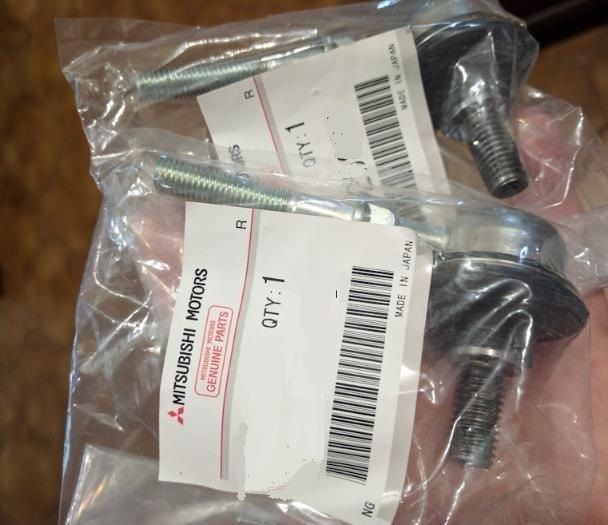 R
QTY: 1
MADE IN JAPAN
R
MITSUBISHI MOTORS
MITSUBISHI MOTORS
GENUINE PARTS
QTY: 1
MADE IN JAPAN
NG